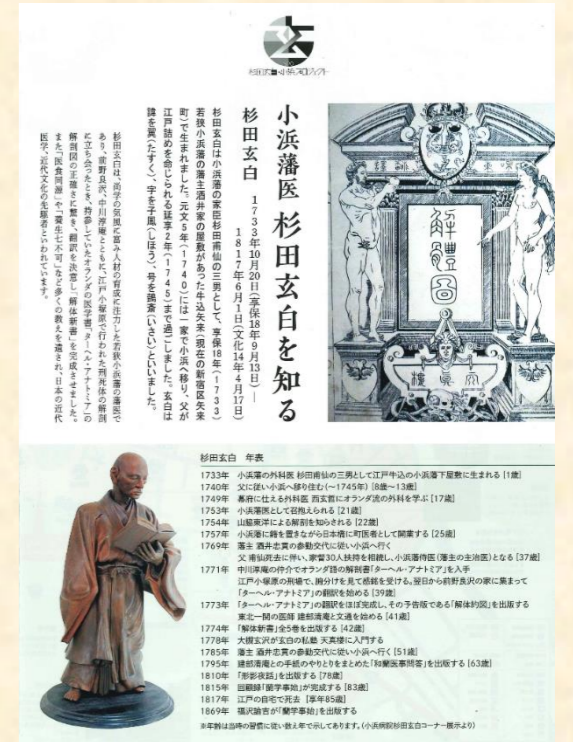 杉田玄白・小浜プロジェクト
小浜藩医 杉田玄白を知る
杉田玄白
1733年10月20日(享保18年9月13日)―
1817年6月1日(文化14年4月17日)
杉田玄白は小浜藩の家臣杉田甫仙の三男として、享保18年(1733)
若狭小浜藩の藩主酒井家の屋敷があった牛込矢来(現在の新宿区矢来
町)で生まれました。元文5年(1740)には一家で小浜へ移り、父が
江戸詰めを命じられる延享2年(1745)まで過ごしました。玄白は
諱を翼(たすく)、字を子鳳(しほう)、号を鷧斎(いさい)といいました。
杉田玄白は、尚学の気風に富み人材の育成に注力した若狭小浜藩の藩医で
あり、前野良沢、中川淳庵とともに、江戸小塚原で行われた刑死体の解剖
に立ち会ったとき、持参していたオランダの医学書「ターヘル・アナトミア」の
解剖図の正確さに驚き、翻訳を決意し「解体新書」を完成させました。
また「医食同源」や「養生七不可」など多くの教えを遺され、日本の近代
医学、近代文化の先駆者といわれています。
解體圖
杉田玄白 年表
1733年 小浜藩の外科医 杉田甫仙の三男として江戸牛込の小浜藩下屋敷に生まれる [1歳]
1740年 父に従い小浜へ移り住む(〜1745年) [8歳〜13歳]
1749年 幕府に仕える外科医 西玄哲にオランダ流の外科を学ぶ [17歳]
1753年 小浜藩医として召抱えられる [21歳]
1754年 山脇東洋による解剖を知らされる [22歳]
1757年 小浜藩に籍を置きながら日本橋に町医者として開業する [25歳]
1769年 藩主 酒井忠貫の参勤交代に従い小浜へ行く
父 甫仙死去に伴い、家督30人扶持を相続し、小浜藩侍医(藩主の主治医)となる [37歳]
1771年 中川淳庵の仲介でオランダ語の解剖書「ターヘル・アナトミア」を入手
江戸小塚原の刑場で、腑分けを見て感銘を受ける。翌日から前野良沢の家に集まって
「ターヘル・アナトミア」の翻訳を始める [39歳]
1773年 「ターヘル・アナトミア」の翻訳をほぼ完成し、その予告版である「解体約図」を出版する
東北一関の医師 建部清庵と文通を始める [41歳]
1774年 「解体新書」全5巻を出版する [42歳]
1778年 大槻玄沢が玄白の私塾 天真楼に入門する
1785年 藩主 酒井忠貫の参勤交代に従い小浜へ行く [51歳]
1795年 建部清庵との手紙のやりとりをまとめた「和蘭医事問答」を出版する [63歳]
1810年 「形影夜話」を出版する [78歳]
1815年 回顧録「蘭学事始」が完成する [83歳]
1817年 江戸の自宅で死去 [享年85歳]
1869年 福沢諭吉が「蘭学事始」を出版する
※年齢は当時の習慣に従い数え年で示してあります。(小浜病院杉田玄白コーナー展示より)